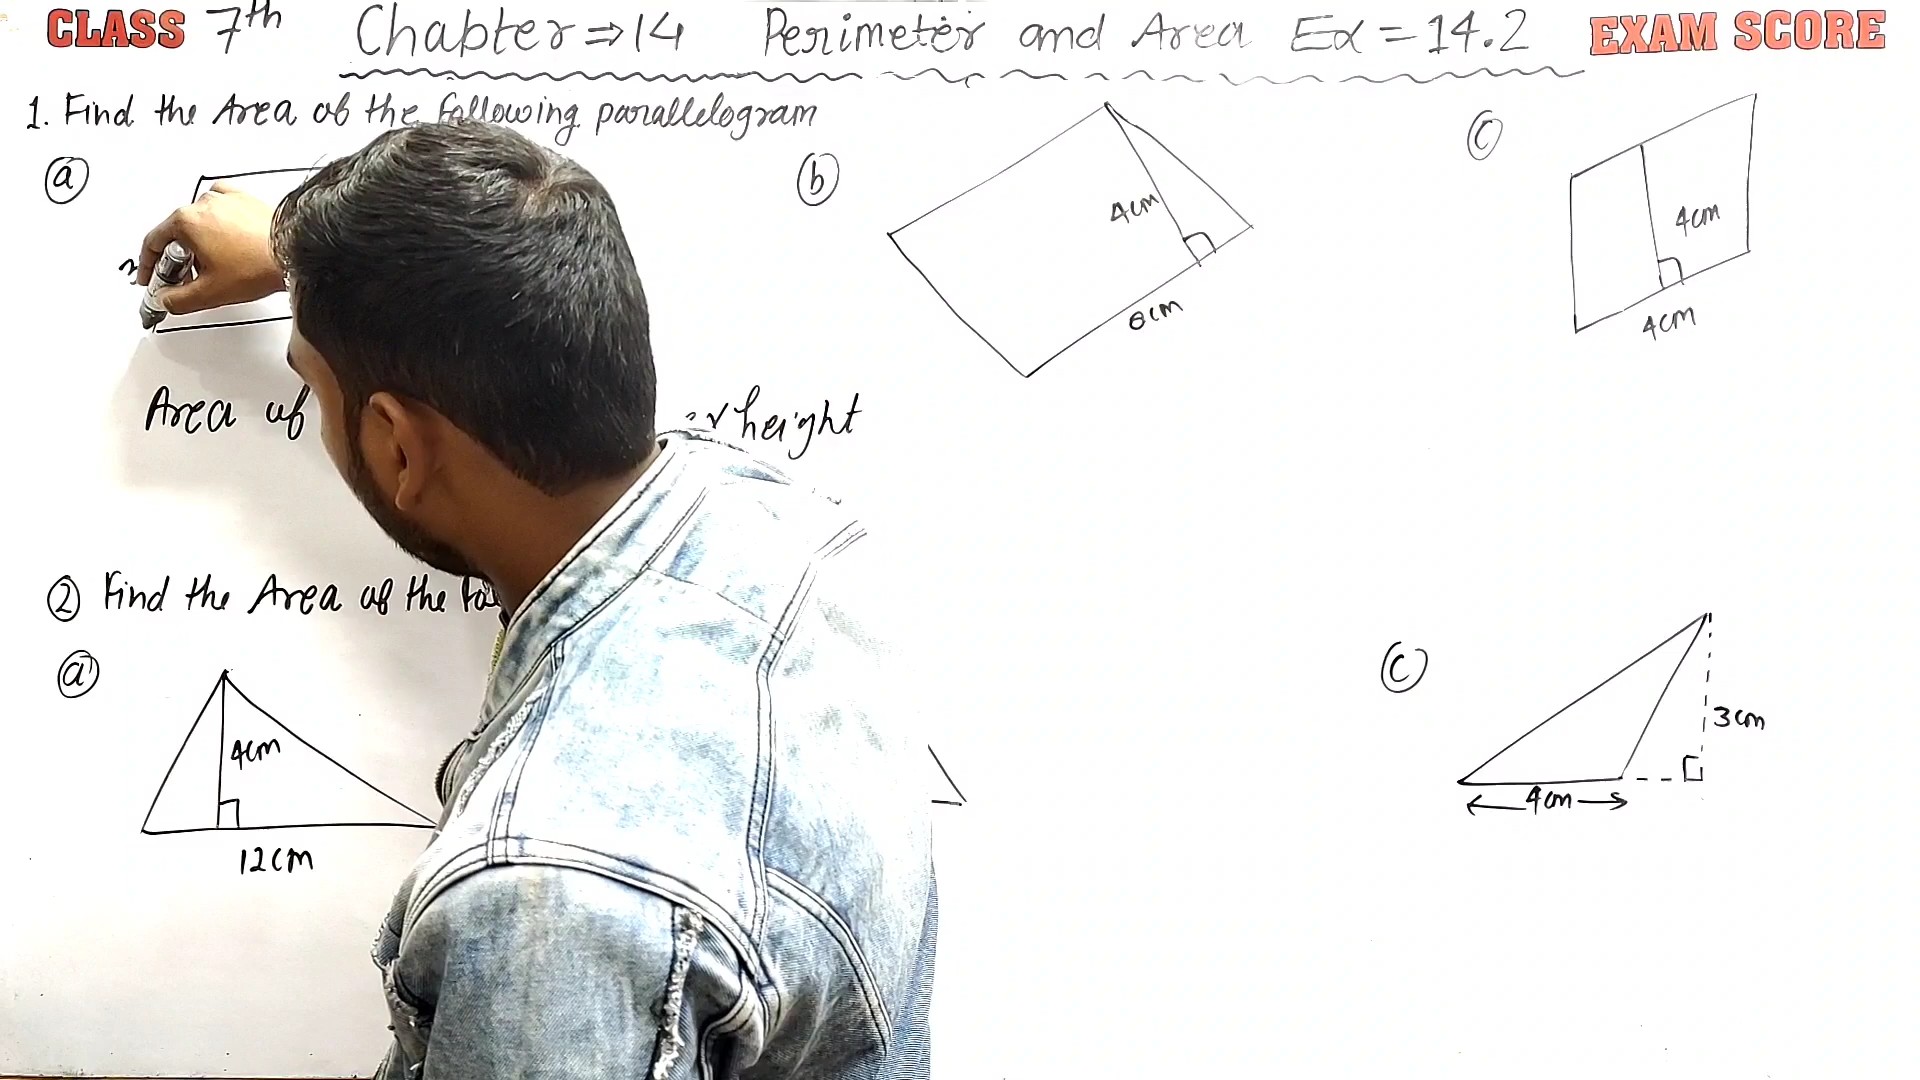 CLASS 7th Chapter ⇒ 14 Perimeter and Area Ex = 14.2 EXAM SCORE
1. Find the Area of the following parallelogram
(a)
(b)
4cm
8cm
(c)
4cm
4cm
Area of
height
(2) Find the Area of the
(a)
4cm
12cm
(c)
3cm
4cm